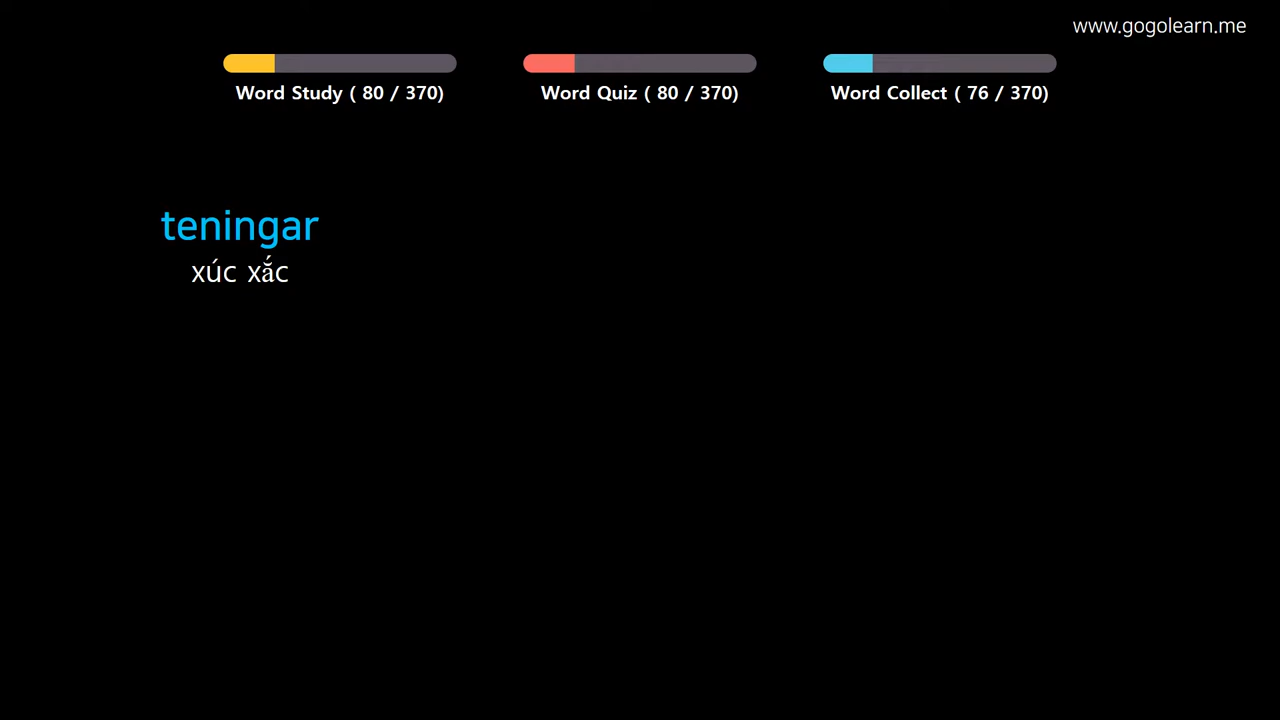 www.gogolearn.me
Word Study ( 80 / 370)
Word Quiz ( 80 / 370)
Word Collect ( 76 / 370)
teningar
xúc xắc